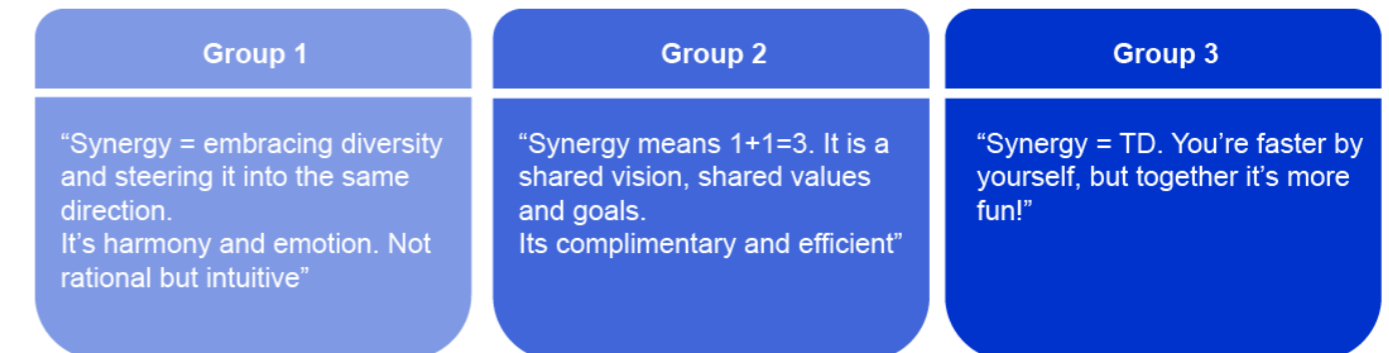 Group 1
“Synergy = embracing diversity
and steering it into the same
direction.
It’s harmony and emotion. Not
rational but intuitive”
Group 2
“Synergy means 1+1=3. It is a
shared vision, shared values
and goals.
Its complimentary and efficient”
Group 3
“Synergy = TD. You’re faster by
yourself, but together it’s more
fun!”